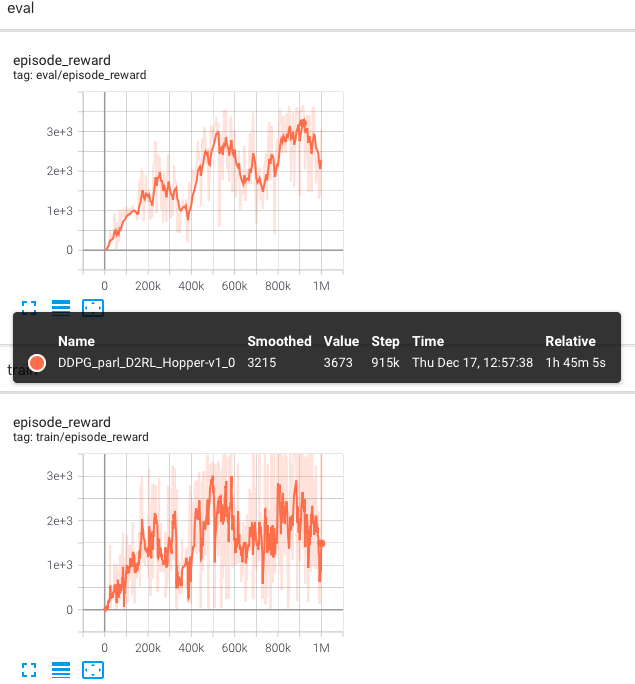 eval
episode_reward
tag: eval/episode_reward
3e+3
2e+3
1e+3
0
0 200k 400k 600k 800k 1M
Name Smoothed Value Step Time Relative
DDPG_parl_D2RL_Hopper-v1_0 3215 3673 915k Thu Dec 17, 12:57:38 1h 45m 5s
train
episode_reward
tag: train/episode_reward
3e+3
2e+3
1e+3
0
0 200k 400k 600k 800k 1M